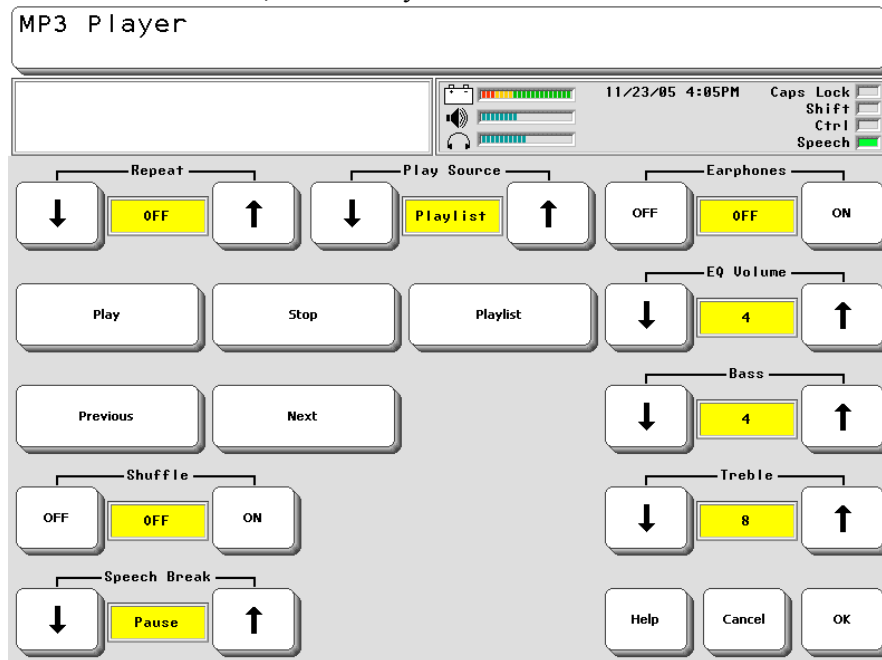 MP3 Player
11/23/05 4:05PM Caps Lock
Shift
Ctrl
Speech
Repeat Play Source Earphones
OFF Playlist OFF OFF ON
EQ Volume
Play Stop Playlist 4
Bass
Previous Next 4
Shuffle Treble
OFF OFF ON 8
Speech Break
Pause Help Cancel OK